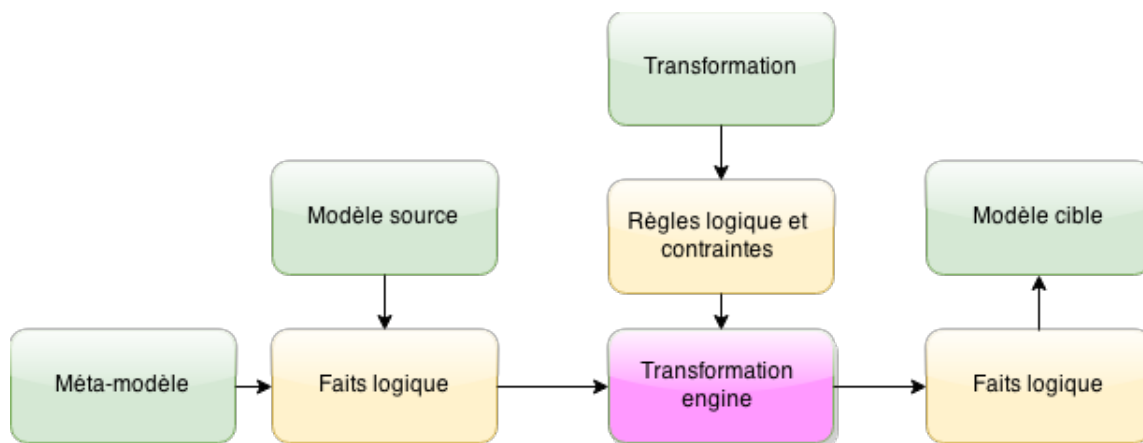 Transformation
Modèle source
Règles logique et
contraintes
Modèle cible
Méta-modèle
Faits logique
Transformation
engine
Faits logique